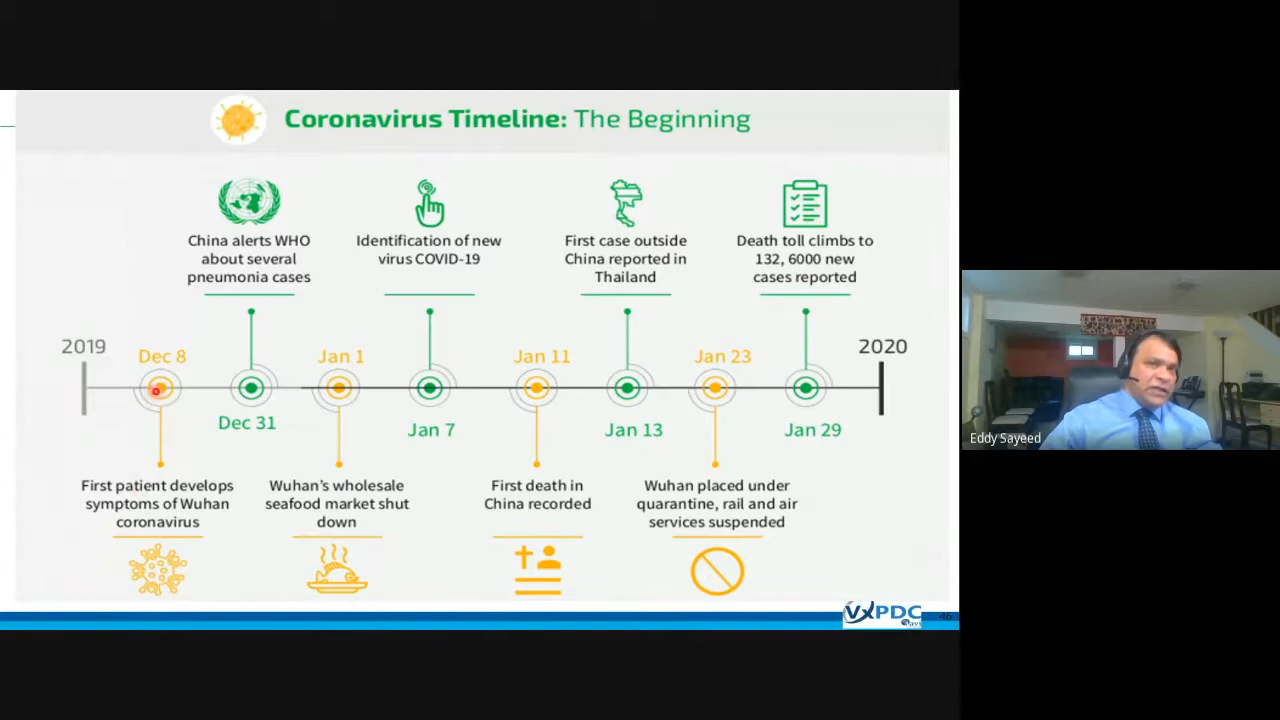 Coronavirus Timeline: The Beginning
China alerts WHO
about several
pneumonia cases
Identification of new
virus COVID-19
First case outside
China reported in
Thailand
Death toll climbs to
132, 6000 new
cases reported
2019
Dec 8
Dec 31
Jan 1
Jan 7
Jan 11
Jan 13
Jan 23
Jan 29
2020
First patient develops
symptoms of Wuhan
coronavirus
Wuhan's wholesale
seafood market shut
down
First death in
China recorded
Wuhan placed under
quarantine, rail and air
services suspended
VXPDC
46
Eddy Sayeed